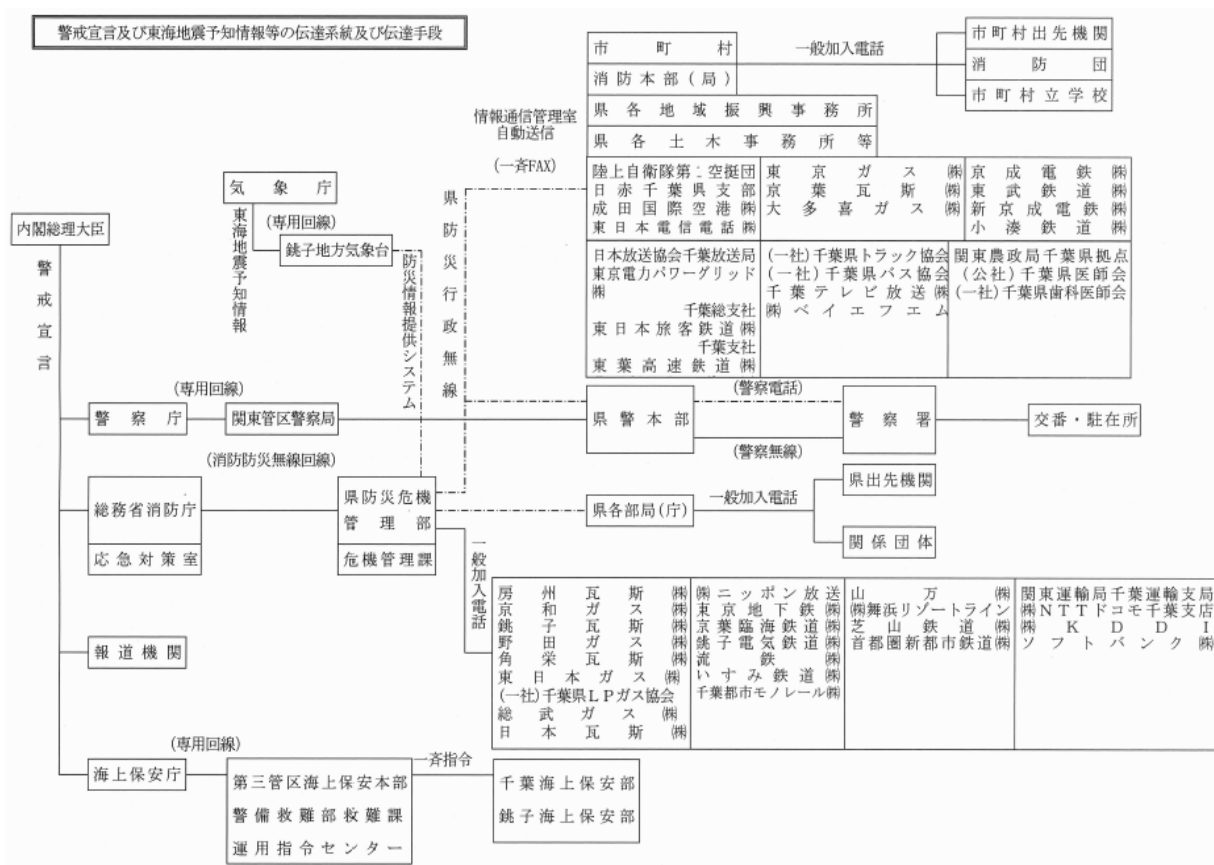 警戒宣言及び東海地震予知情報等の伝達系統及び伝達手段
市町村
消防本部(局)
一般加入電話
市町村出先機関
消防団
市町村立学校
県各地域振興事務所
県各土木事務所等
情報通信管理室
自動送信
(一斉FAX)
陸上自衛隊第一空挺団
日赤千葉県支部
成田国際空港㈱
東日本電信電話㈱
東京ガス㈱
京葉瓦斯㈱
大多喜ガス㈱
京成電鉄㈱
東武鉄道㈱
新京成電鉄㈱
小湊鉄道㈱
日本放送協会千葉放送局
東京電力パワーグリッド
㈱
千葉総支社
東日本旅客鉄道㈱
千葉支社
東葉高速鉄道㈱
(一社)千葉県トラック協会
(一社)千葉県バス協会
千葉テレビ放送㈱
㈱ベイエフエム
関東農政局千葉県拠点
(公社)千葉県医師会
(一社)千葉県歯科医師会
気象庁
(専用回線)
東海地震予知情報
銚子地方気象台
防災情報提供システム
県防災行政無線
内閣総理大臣
警戒宣言
(専用回線)
警察庁
関東管区警察局
県警本部
(警察電話)
(警察無線)
警察署
交番・駐在所
(消防防災無線回線)
総務省消防庁
応急対策室
県防災危機
管理部
危機管理課
県各部局(庁)
一般加入電話
県出先機関
関係団体
一般加入電話
房州瓦斯㈱
京和ガス㈱
銚子瓦斯㈱
野田ガス㈱
角栄瓦斯㈱
東日本ガス㈱
(一社)千葉県LPガス協会
総武ガス㈱
日本瓦斯㈱
㈱ニッポン放送
東京地下鉄㈱
京葉臨海鉄道㈱
銚子電気鉄道㈱
流鉄㈱
いすみ鉄道㈱
千葉都市モノレール㈱
山万㈱
㈱舞浜リゾートライン
芝山鉄道㈱
首都圏新都市鉄道㈱
関東運輸局千葉運輸支局
㈱NTTドコモ千葉支店
㈱KDDI
ソフトバンク㈱
報道機関
(専用回線)
海上保安庁
第三管区海上保安本部
警備救難部救難課
運用指令センター
一斉指令
千葉海上保安部
銚子海上保安部